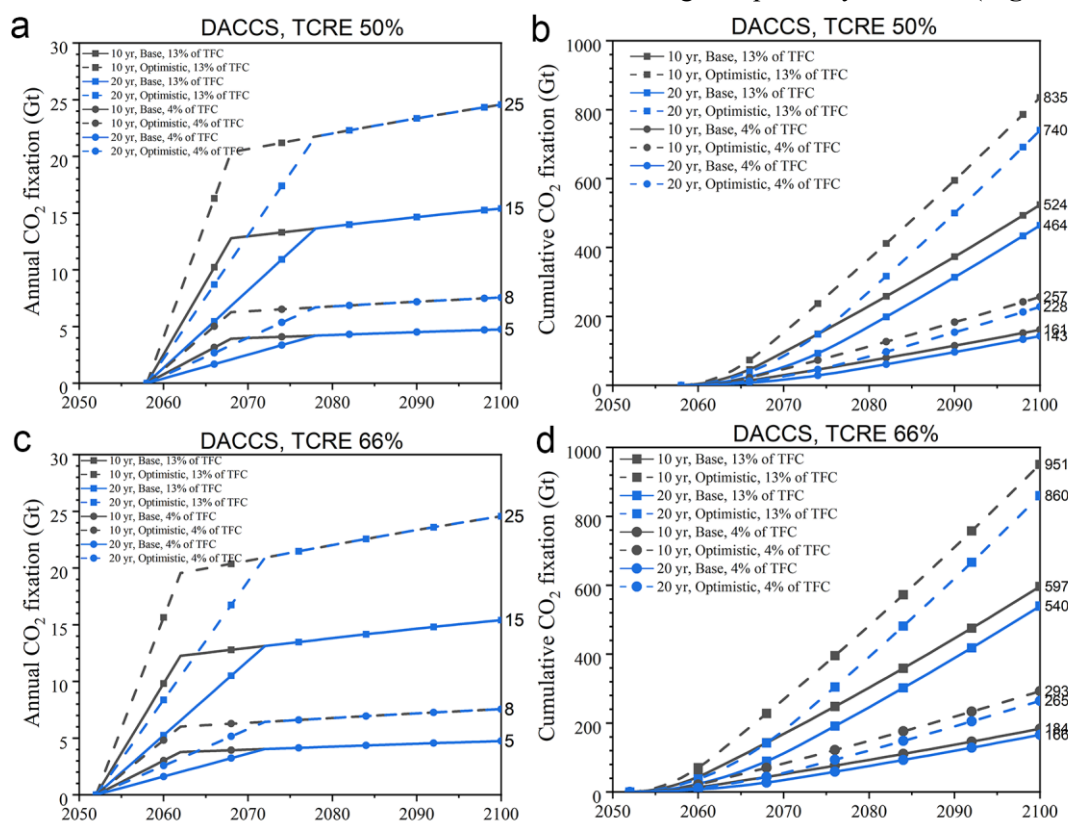 a
DACCS, TCRE 50%
10 yr, Base, 13% of TFC
10 yr, Optimistic, 13% of TFC
20 yr, Base, 13% of TFC
20 yr, Optimistic, 13% of TFC
10 yr, Base, 4% of TFC
10 yr, Optimistic, 4% of TFC
20 yr, Base, 4% of TFC
20 yr, Optimistic, 4% of TFC
Annual CO₂ fixation (Gt)
30
25
20
15
10
5
0
2050 2060 2070 2080 2090 2100
25
15
8
5
b
DACCS, TCRE 50%
10 yr, Base, 13% of TFC
10 yr, Optimistic, 13% of TFC
20 yr, Base, 13% of TFC
20 yr, Optimistic, 13% of TFC
10 yr, Base, 4% of TFC
10 yr, Optimistic, 4% of TFC
20 yr, Base, 4% of TFC
20 yr, Optimistic, 4% of TFC
Cumulative CO₂ fixation (Gt)
1000
800
600
400
200
0
2050 2060 2070 2080 2090 2100
835
740
524
464
257
228
161
143
c
DACCS, TCRE 66%
10 yr, Base, 13% of TFC
10 yr, Optimistic, 13% of TFC
20 yr, Base, 13% of TFC
20 yr, Optimistic, 13% of TFC
10 yr, Base, 4% of TFC
10 yr, Optimistic, 4% of TFC
20 yr, Base, 4% of TFC
20 yr, Optimistic, 4% of TFC
Annual CO₂ fixation (Gt)
30
25
20
15
10
5
0
2050 2060 2070 2080 2090 2100
25
15
8
5
d
DACCS, TCRE 66%
10 yr, Base, 13% of TFC
10 yr, Optimistic, 13% of TFC
20 yr, Base, 13% of TFC
20 yr, Optimistic, 13% of TFC
10 yr, Base, 4% of TFC
10 yr, Optimistic, 4% of TFC
20 yr, Base, 4% of TFC
20 yr, Optimistic, 4% of TFC
Cumulative CO₂ fixation (Gt)
1000
800
600
400
200
0
2050 2060 2070 2080 2090 2100
951
860
597
540
293
265
184
166